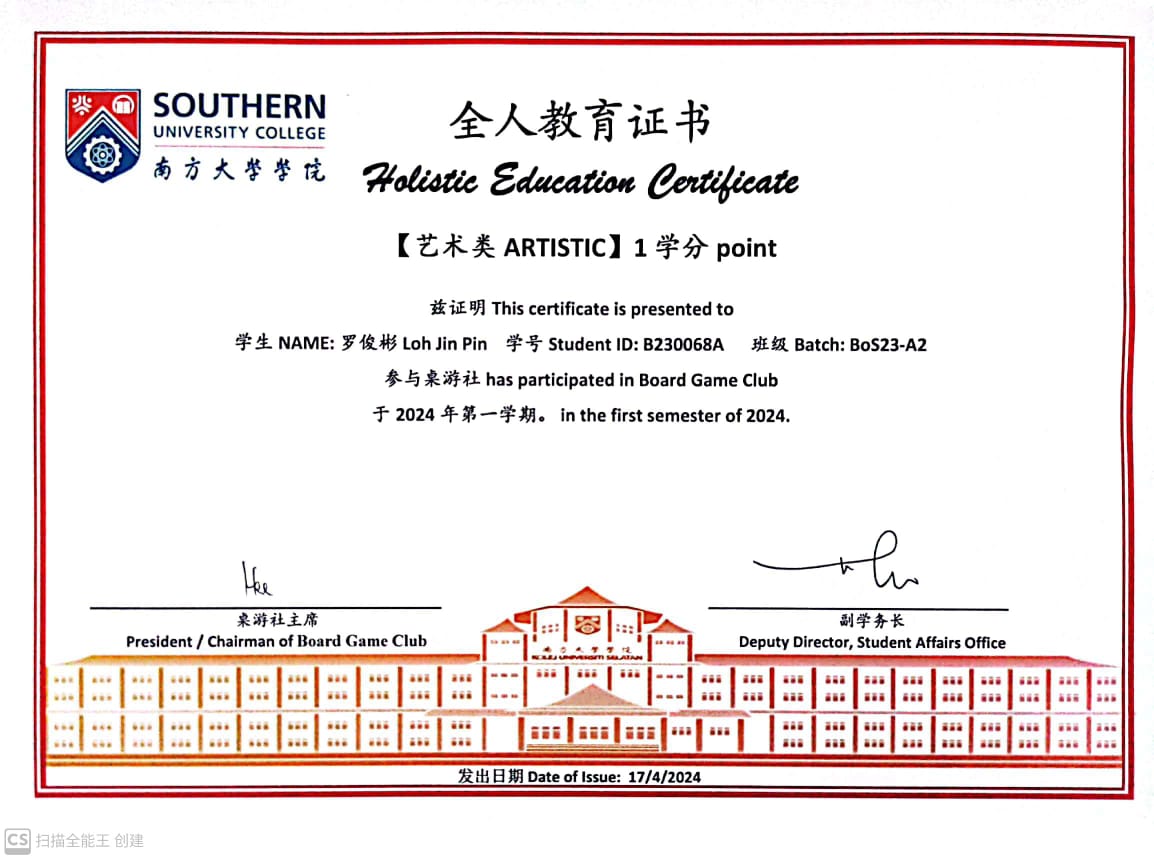 SOUTHERN
UNIVERSITY COLLEGE
南方大學學院
全人教育证书
Holistic Education Certificate
【艺术类 ARTISTIC】1 学分 point
兹证明 This certificate is presented to
学生 NAME: 罗俊彬 Loh Jin Pin 学号 Student ID: B230068A 班级 Batch: BoS23-A2
参与桌游社 has participated in Board Game Club
于 2024 年第一学期。 in the first semester of 2024.
桌游社主席
President / Chairman of Board Game Club
副学务长
Deputy Director, Student Affairs Office
南方大學學院
KOLEJ UNIVERSITI SELATAN
发出日期 Date of Issue: 17/4/2024
CS 扫描全能王 创建